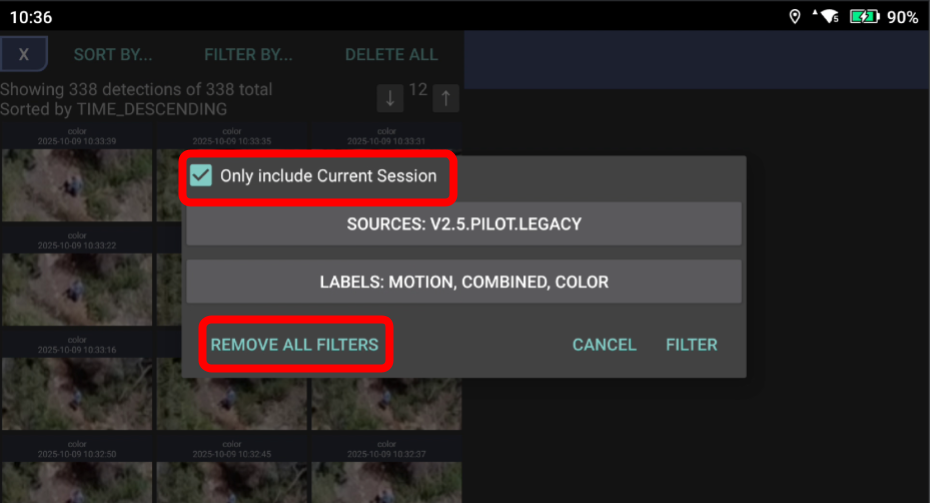 10:36
5
90%
X
SORT BY...
FILTER BY...
DELETE ALL
Showing 338 detections of 338 total
Sorted by TIME_DESCENDING
↓ 12 ↑
color
2025-10-09 10:33:39
color
2025-10-09 10:33:35
color
2025-10-09 10:33:31
Only include Current Session
SOURCES: V2.5.PILOT.LEGACY
LABELS: MOTION, COMBINED, COLOR
REMOVE ALL FILTERS
CANCEL
FILTER
color
2025-10-09 10:33:22
color
2025-10-09 10:33:16
color
2025-10-09 10:32:50
color
2025-10-09 10:32:45
color
2025-10-09 10:32:37